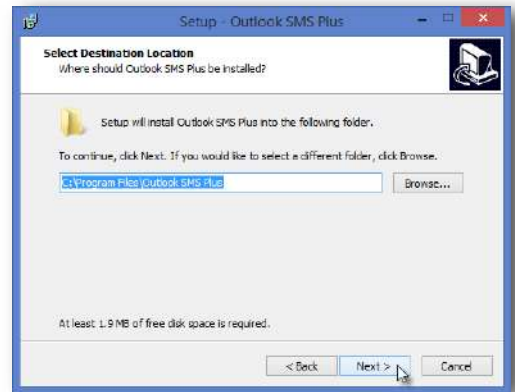 Setup - Outlook SMS Plus
Select Destination Location
Where should Outlook SMS Plus be installed?
Setup will install Outlook SMS Plus into the following folder.
To continue, click Next. If you would like to select a different folder, click Browse.
C:\Program Files\Outlook SMS Plus
Browse...
At least 1.9 MB of free disk space is required.
< Back
Next >
Cancel